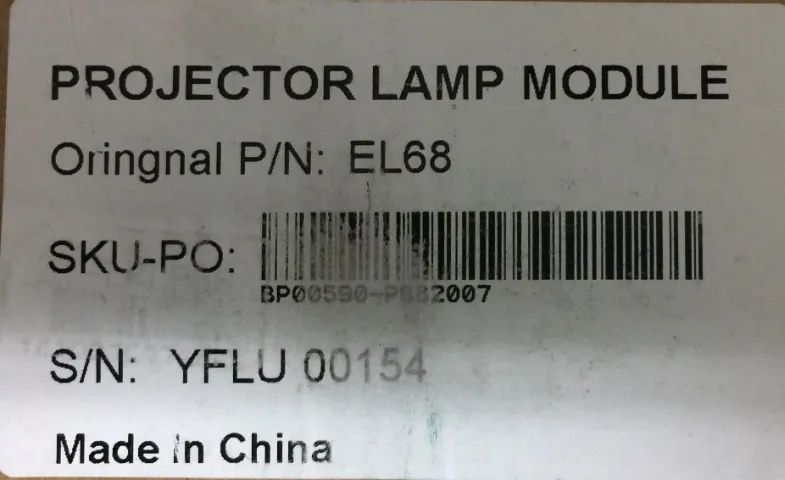 PROJECTOR LAMP MODULE
Oringnal P/N: EL68
SKU-PO:
S/N: YFLU 00154
Made in China